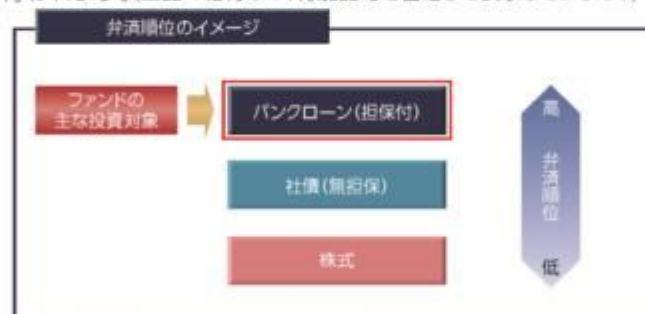 弁済順位のイメージ
ファンドの
主な投資対象
バンクローン(担保付)
社債(無担保)
株式
高
弁済順位
低